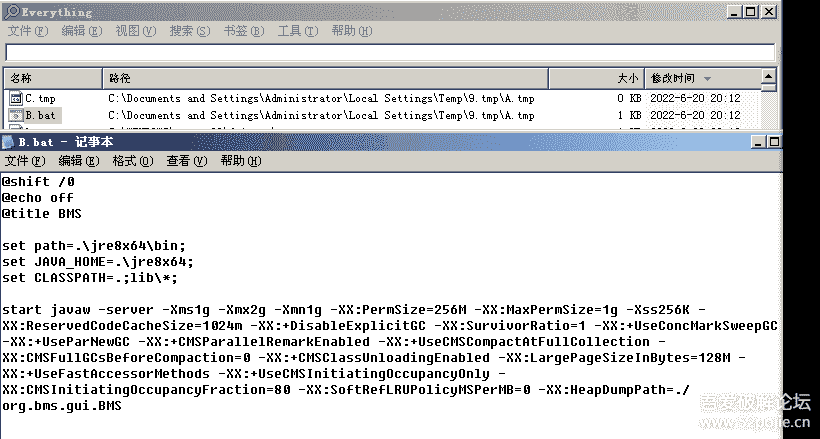 Everything
文件(F) 编辑(E) 视图(V) 搜索(S) 书签(B) 工具(T) 帮助(H)
名称 路径 大小 修改时间
C.tmp C:\Documents and Settings\Administrator\Local Settings\Temp\9.tmp\A.tmp 0 KB 2022-6-20 20:12
B.bat C:\Documents and Settings\Administrator\Local Settings\Temp\9.tmp\A.tmp 1 KB 2022-6-20 20:12
B.bat - 记事本
文件(F) 编辑(E) 格式(O) 查看(V) 帮助(H)
@shift /0
@echo off
@title BMS
set path=.\jre8x64\bin;
set JAVA_HOME=.\jre8x64;
set CLASSPATH=.;lib\*;
start javaw -server -Xms1g -Xmx2g -Xmn1g -XX:PermSize=256M -XX:MaxPermSize=1g -Xss256K -
XX:ReservedCodeCacheSize=1024m -XX:+DisableExplicitGC -XX:SurvivorRatio=1 -XX:+UseConcMarkSweepGC
-XX:+UseParNewGC -XX:+CMSParallelRemarkEnabled -XX:+UseCMSCompactAtFullCollection -
XX:CMSFullGCsBeforeCompaction=0 -XX:+CMSClassUnloadingEnabled -XX:LargePageSizeInBytes=128M -
XX:+UseFastAccessorMethods -XX:+UseCMSInitiatingOccupancyOnly -
XX:CMSInitiatingOccupancyFraction=80 -XX:SoftRefLRUPolicyMSPerMB=0 -XX:HeapDumpPath=./
org.bms.gui.BMS
吾爱破解论坛
www.52pojie.cn